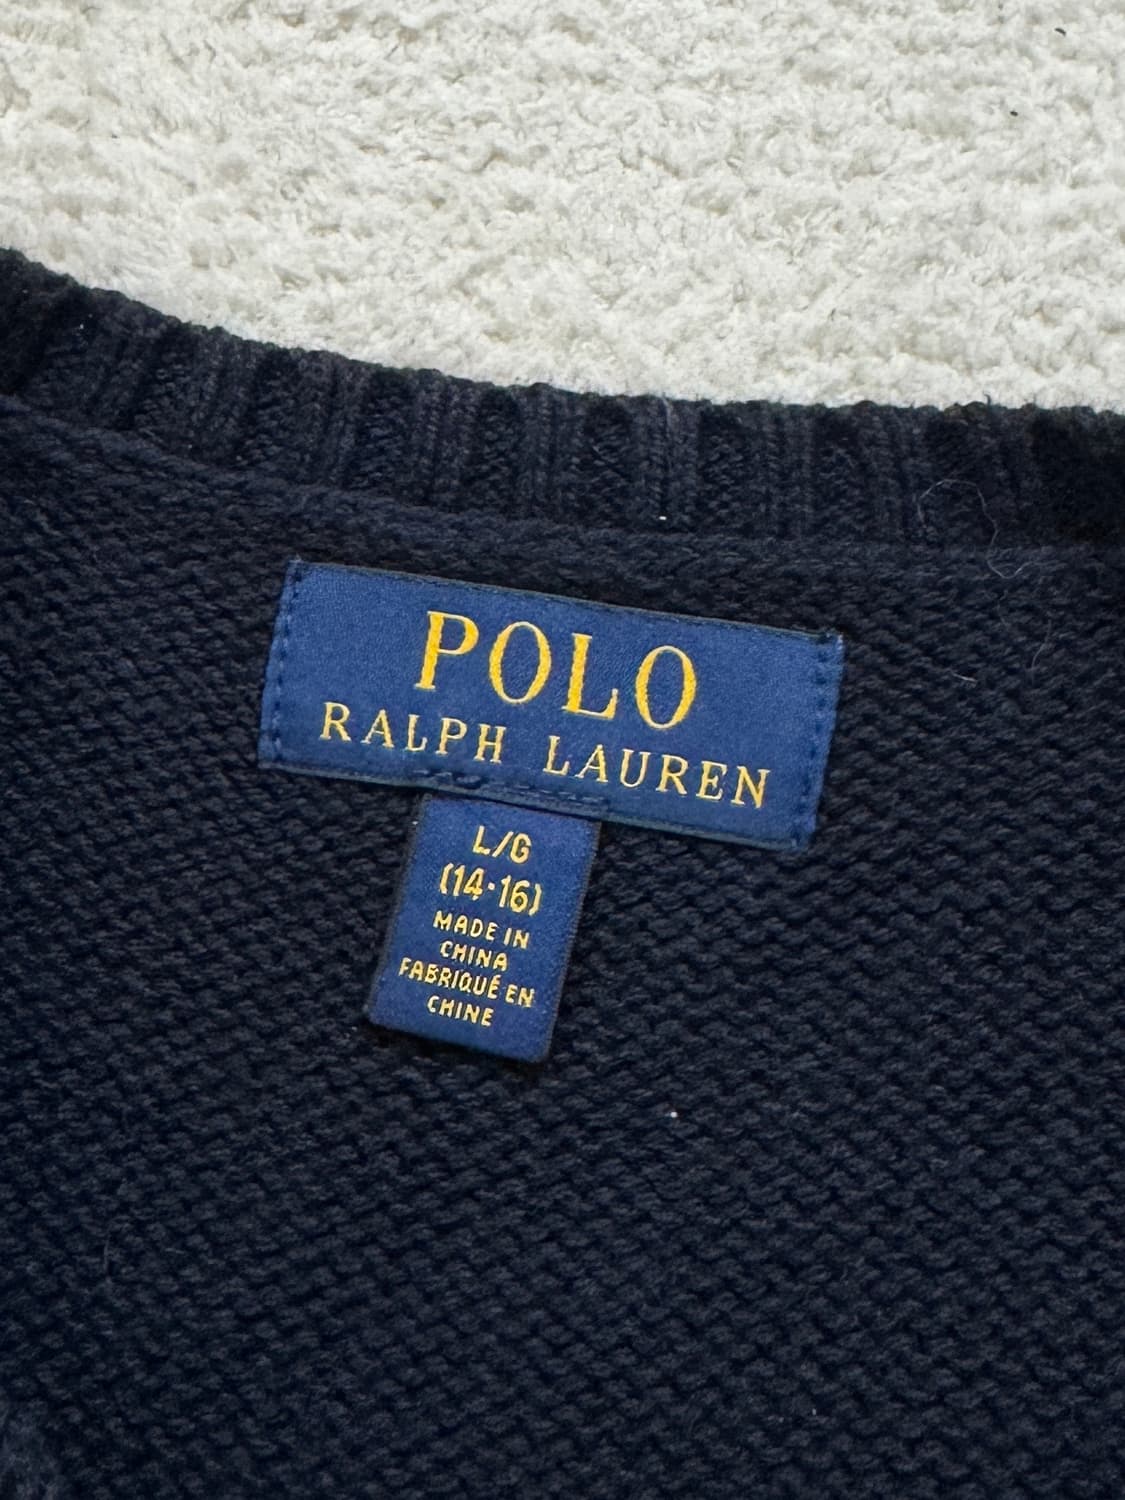 POLO
RALPH LAUREN
L/G
(14-16)
MADE IN
CHINA
FABRIQUÉ EN
CHINE